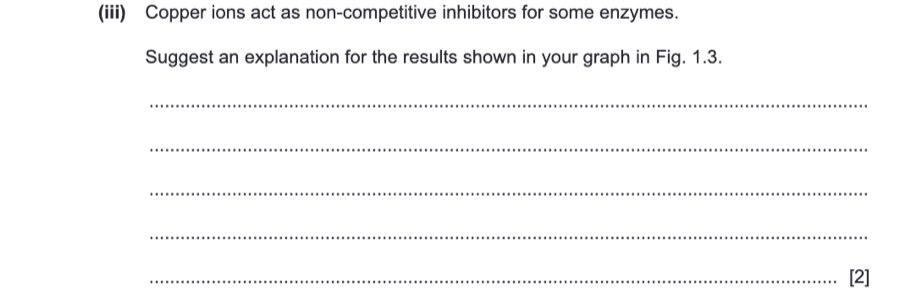 (iii) Copper ions act as non-competitive inhibitors for some enzymes.
Suggest an explanation for the results shown in your graph in Fig. 1.3.
[2]